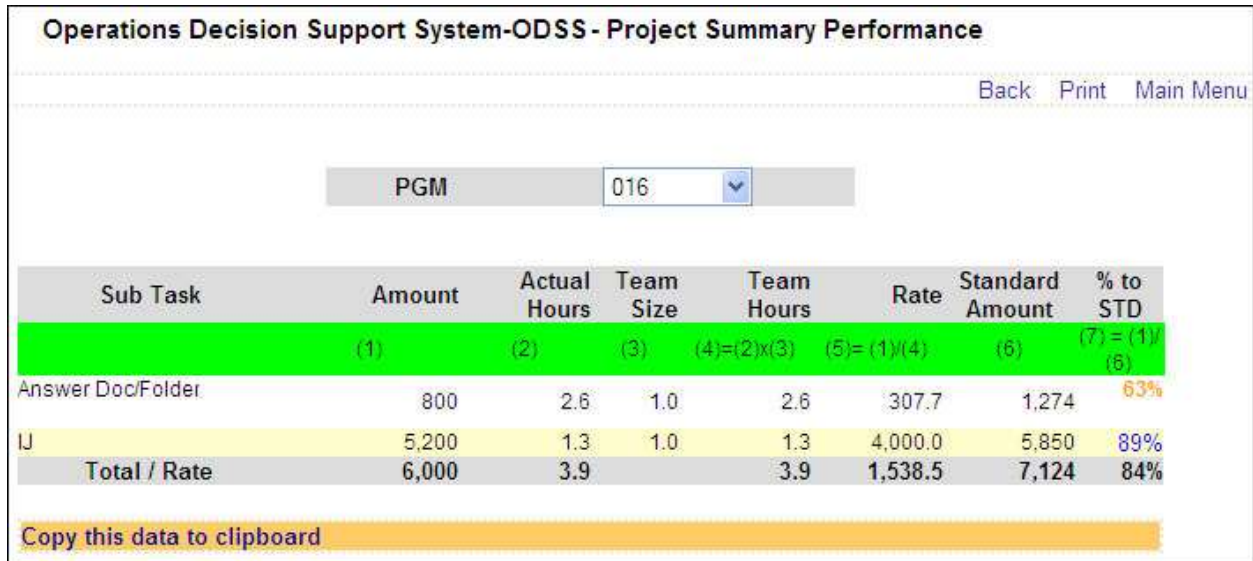 Operations Decision Support System-ODSS - Project Summary Performance
Back Print Main Menu
PGM 016
Sub Task Amount Actual Hours Team Size Team Hours Rate Standard Amount % to STD
(1) (2) (3) (4)=(2)x(3) (5)= (1)/(4) (6) (7) = (1)/(6)
Answer Doc/Folder 800 2.6 1.0 2.6 307.7 1,274 63%
IJ 5,200 1.3 1.0 1.3 4,000.0 5,850 89%
Total / Rate 6,000 3.9 3.9 1,538.5 7,124 84%
Copy this data to clipboard